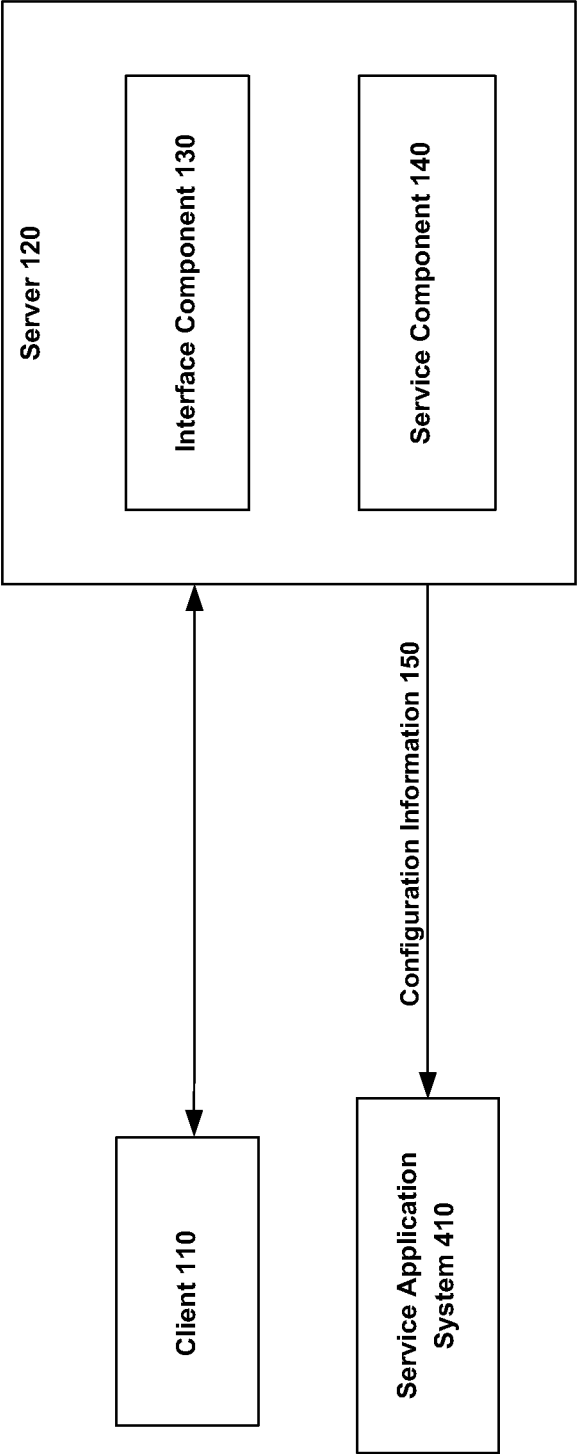 Server 120
Interface Component 130
Service Component 140
Configuration Information 150
Client 110
Service Application
System 410